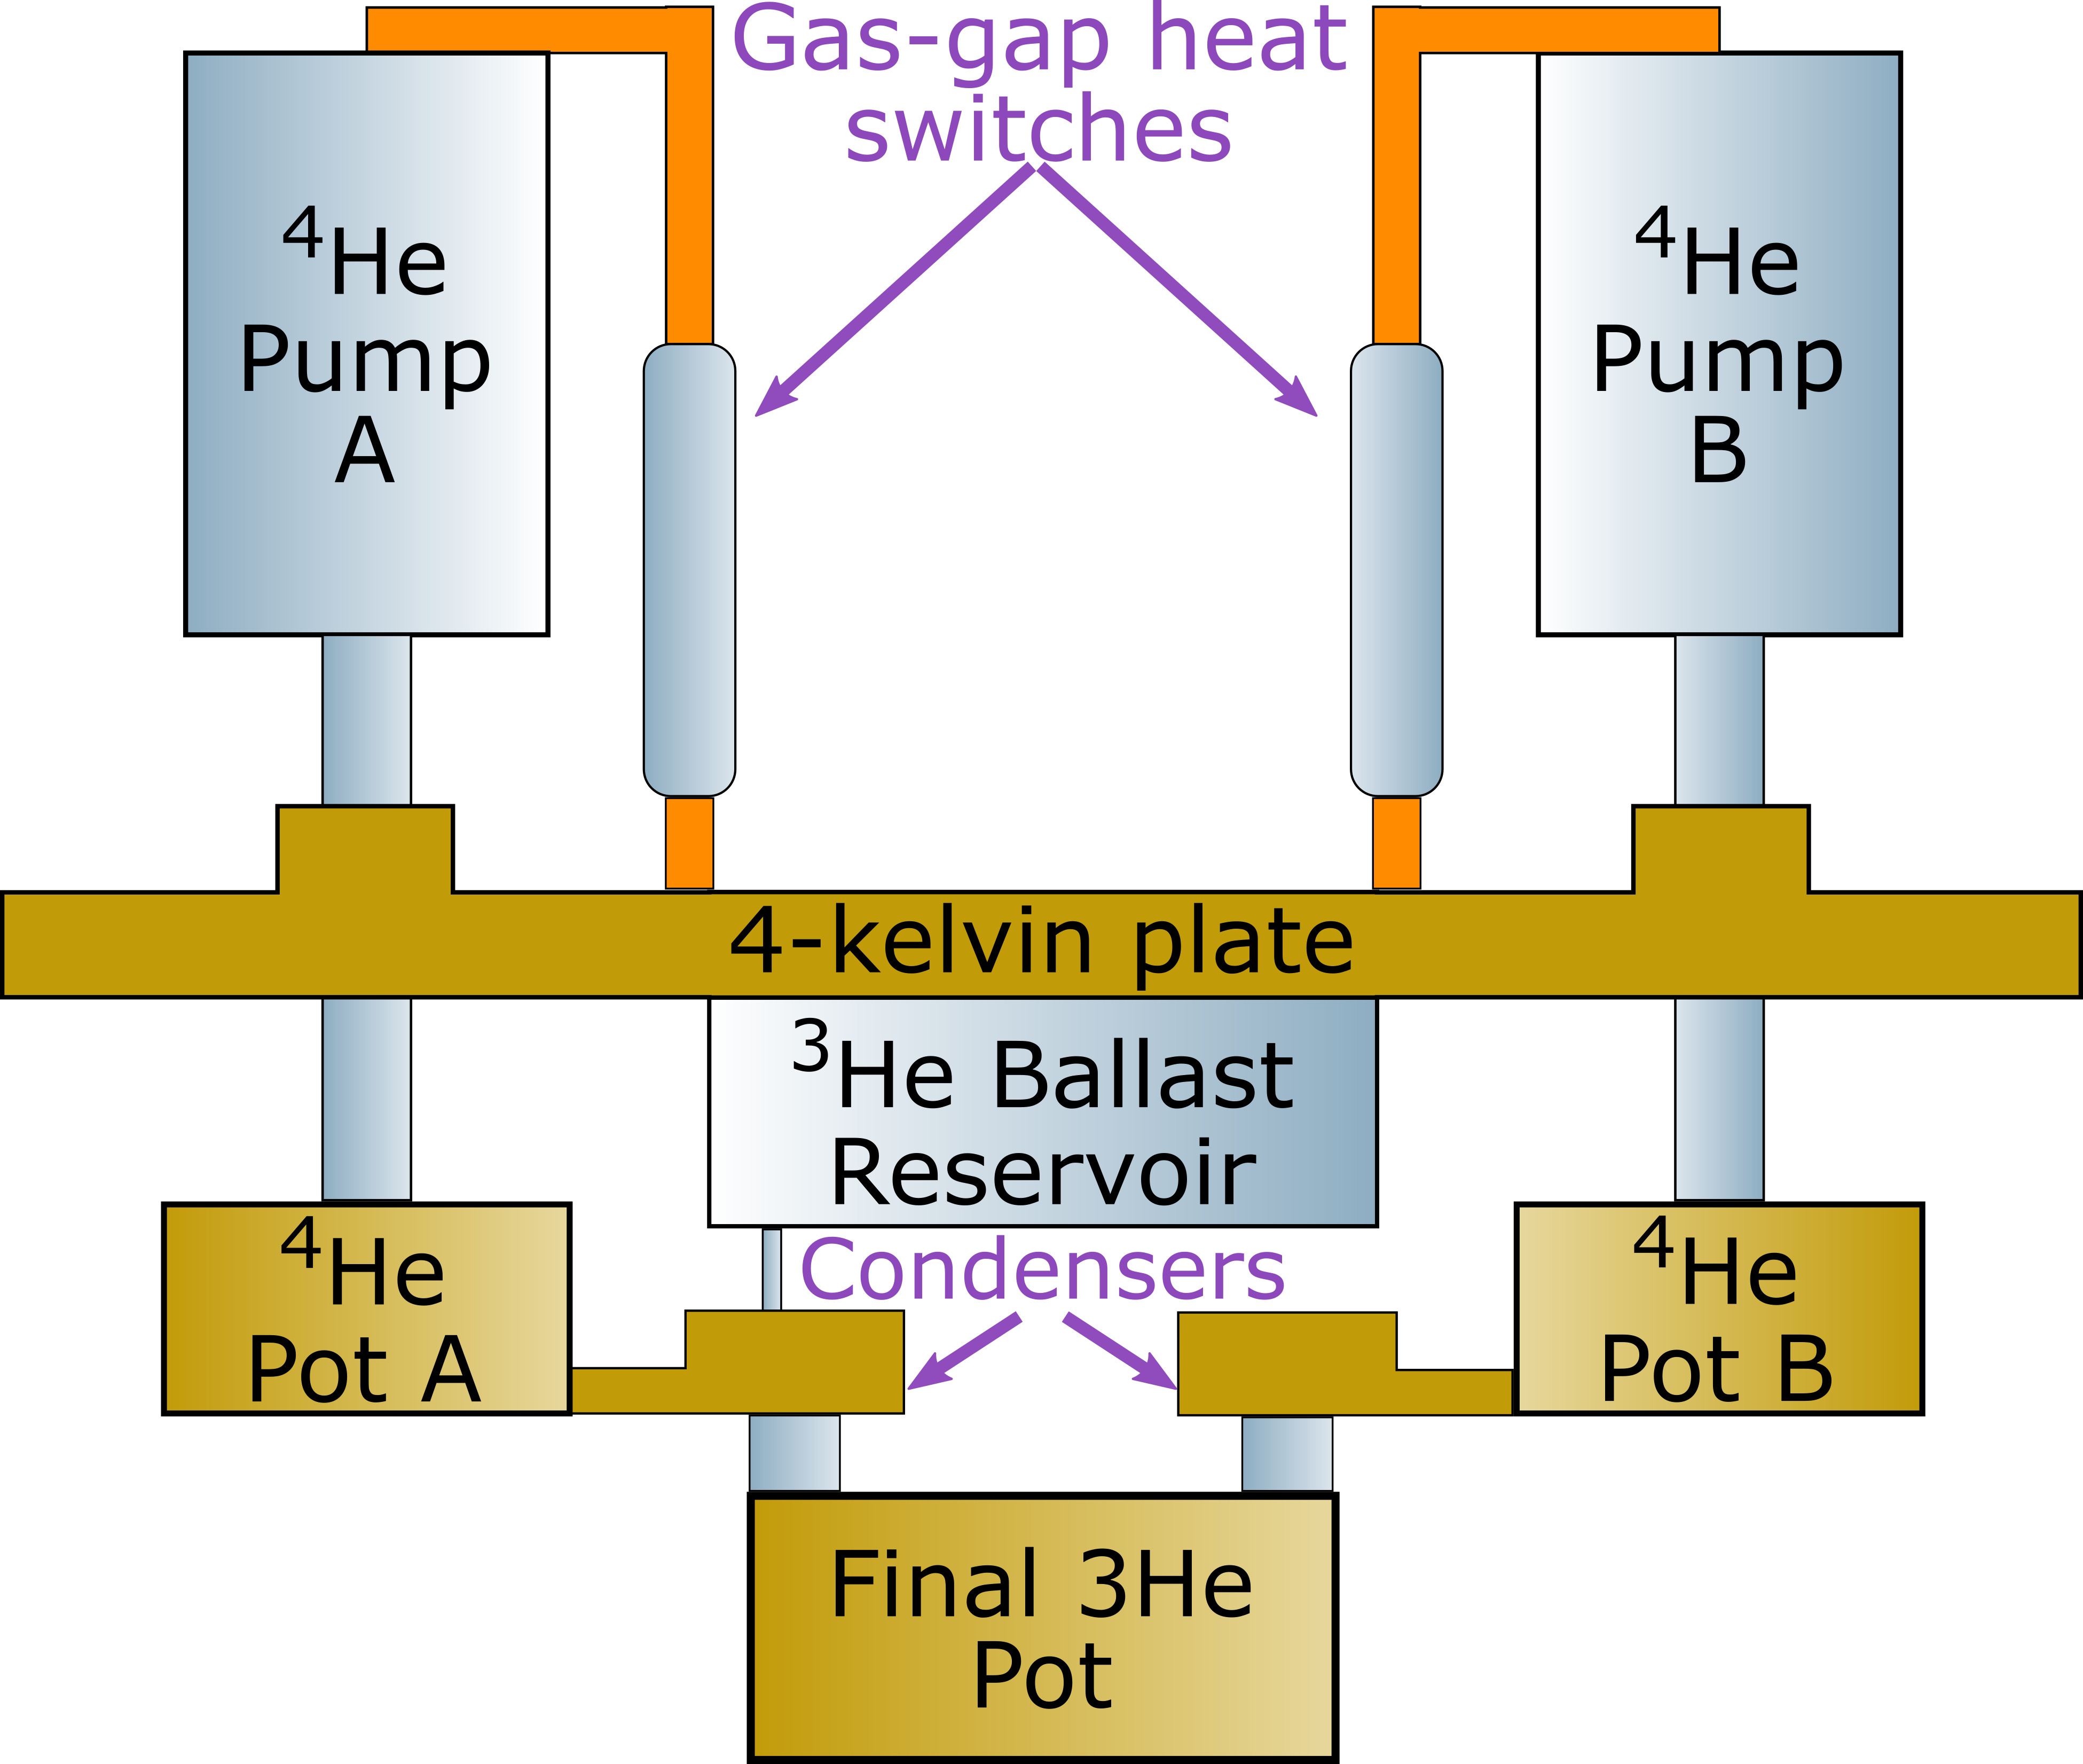 Gas-gap heat
switches
⁴He
Pump
A
⁴He
Pump
B
4-kelvin plate
³He Ballast
Reservoir
Condensers
⁴He
Pot A
⁴He
Pot B
Final 3He
Pot